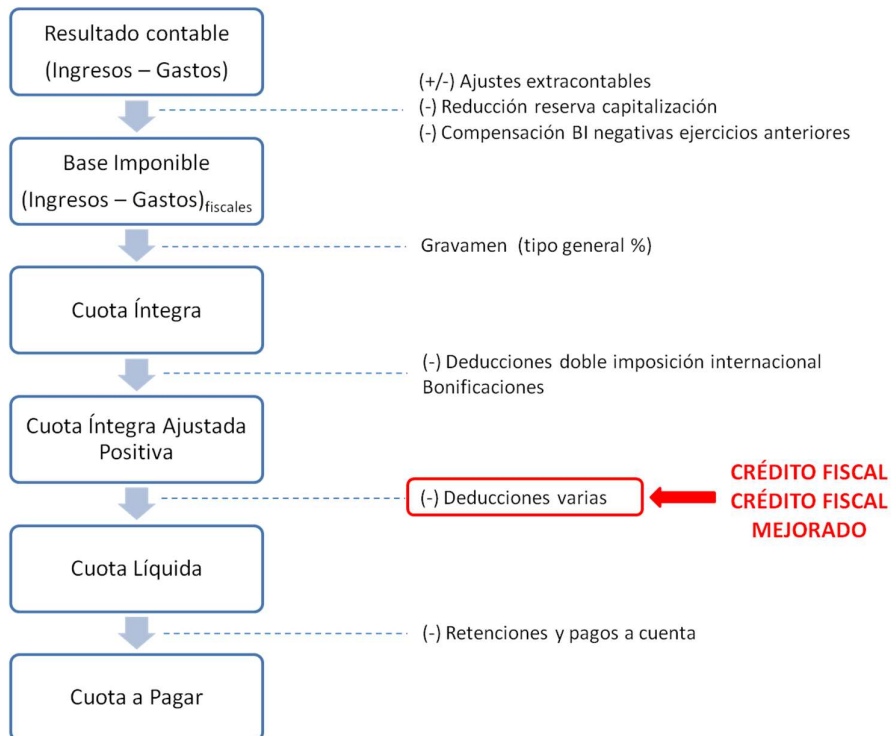 Resultado contable
(Ingresos – Gastos)
(+/-) Ajustes extracontables
(-) Reducción reserva capitalización
(-) Compensación BI negativas ejercicios anteriores
Base Imponible
(Ingresos – Gastos)fiscales
Gravamen (tipo general %)
Cuota Íntegra
(-) Deducciones doble imposición internacional
Bonificaciones
Cuota Íntegra Ajustada
Positiva
(-) Deducciones varias
CRÉDITO FISCAL
CRÉDITO FISCAL
MEJORADO
Cuota Líquida
(-) Retenciones y pagos a cuenta
Cuota a Pagar